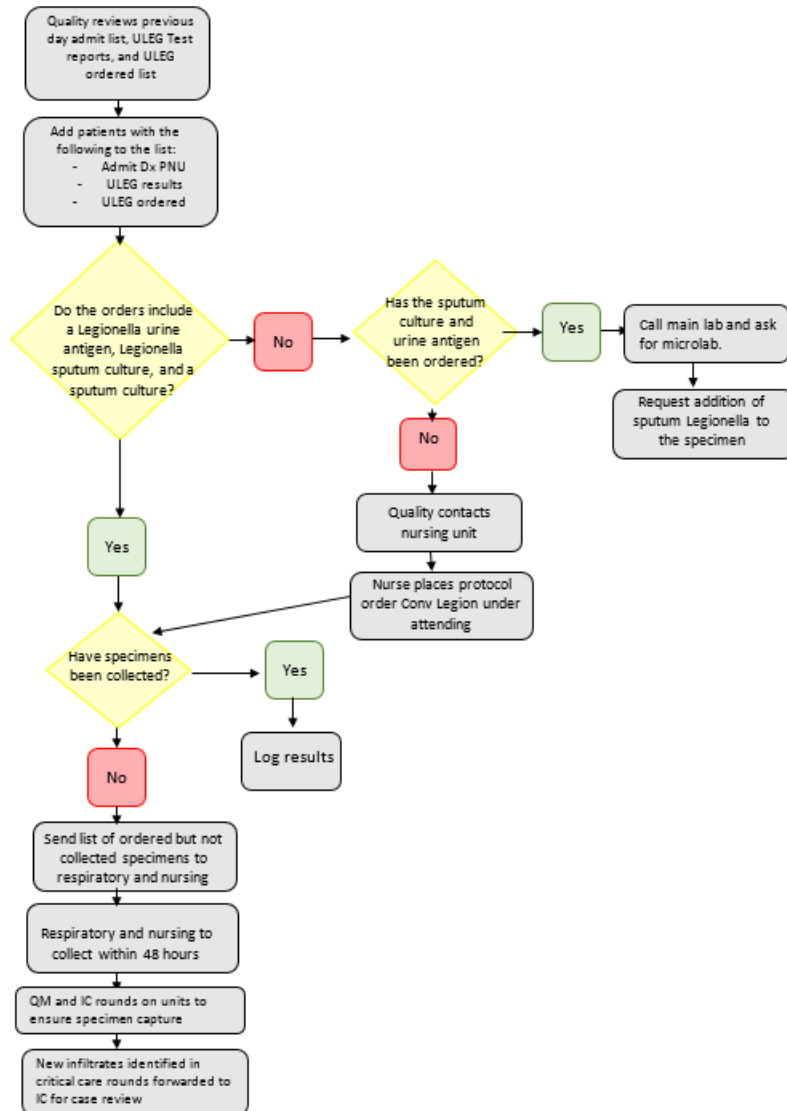 Quality reviews previous
day admit list, ULEG Test
reports, and ULEG
ordered list
Add patients with the
following to the list:
- Admit Dx PNU
- ULEG results
- ULEG ordered
Do the orders include
a Legionella urine
antigen, Legionella
sputum culture, and a
sputum culture?
No
Has the sputum
culture and
urine antigen
been ordered?
Yes
Call main lab and ask
for microlab.
Request addition of
sputum Legionella to
the specimen
No
Quality contacts
nursing unit
Nurse places protocol
order Conv Legion under
attending
Yes
Have specimens
been collected?
Yes
Log results
No
Send list of ordered but not
collected specimens to
respiratory and nursing
Respiratory and nursing to
collect within 48 hours
QM and IC rounds on units to
ensure specimen capture
New infiltrates identified in
critical care rounds forwarded to
IC for case review